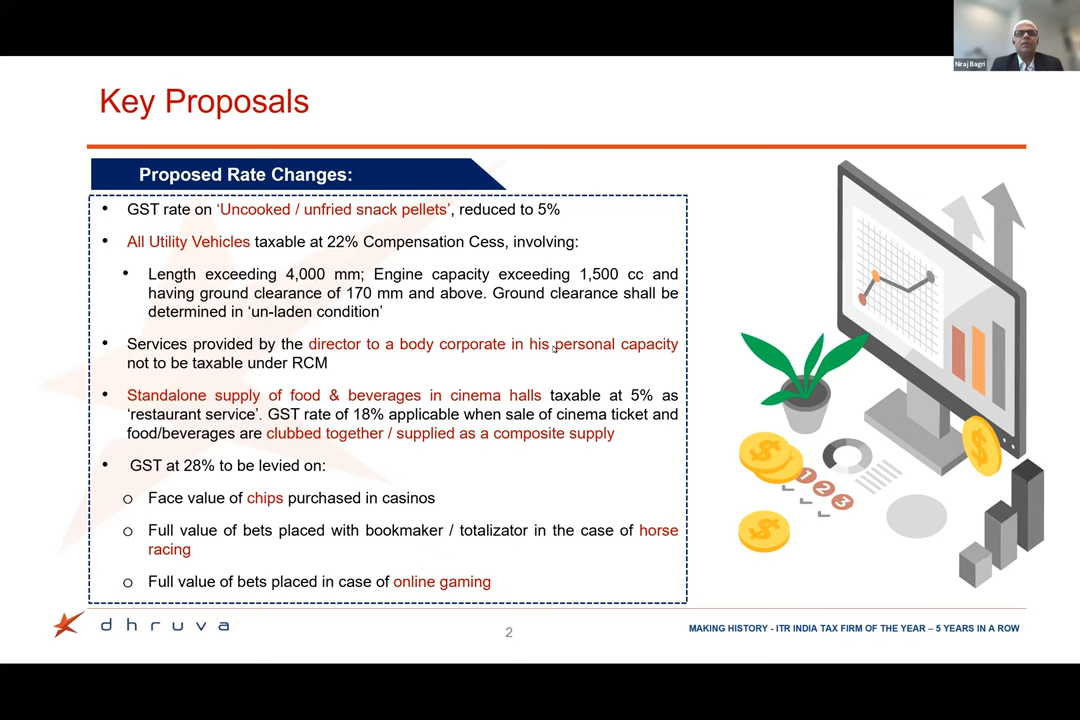 Niraj Bagri
Key Proposals
Proposed Rate Changes:
• GST rate on ‘Uncooked / unfried snack pellets’, reduced to 5%
• All Utility Vehicles taxable at 22% Compensation Cess, involving:
• Length exceeding 4,000 mm; Engine capacity exceeding 1,500 cc and
having ground clearance of 170 mm and above. Ground clearance shall be
determined in ‘un-laden condition’
• Services provided by the director to a body corporate in his personal capacity
not to be taxable under RCM
• Standalone supply of food & beverages in cinema halls taxable at 5% as
‘restaurant service’. GST rate of 18% applicable when sale of cinema ticket and
food/beverages are clubbed together / supplied as a composite supply
• GST at 28% to be levied on:
o Face value of chips purchased in casinos
o Full value of bets placed with bookmaker / totalizator in the case of horse
racing
o Full value of bets placed in case of online gaming
1
2
3
dhruva
2
MAKING HISTORY - ITR INDIA TAX FIRM OF THE YEAR – 5 YEARS IN A ROW